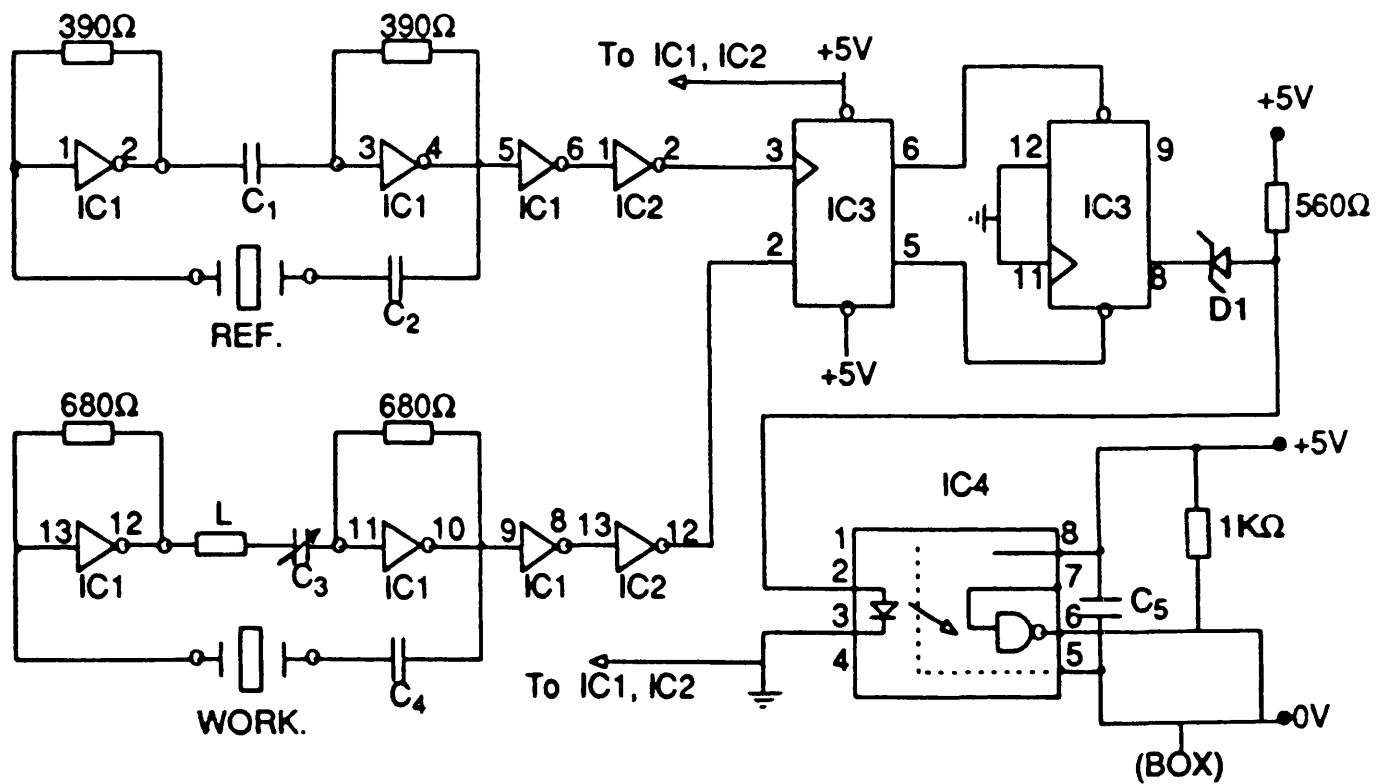 390Ω
390Ω
To IC1, IC2
+5V
+5V
1
2
3
4
5
6
1
2
3
6
12
9
IC1
C1
IC1
IC1
IC2
IC3
IC3
560Ω
2
5
11
8
REF.
C2
D1
+5V
680Ω
680Ω
+5V
IC4
13
12
L
11
10
9
8
13
12
1
8
1KΩ
IC1
C3
IC1
IC1
IC2
2
7
3
6
C5
4
5
C4
To IC1, IC2
WORK.
0V
(BOX)